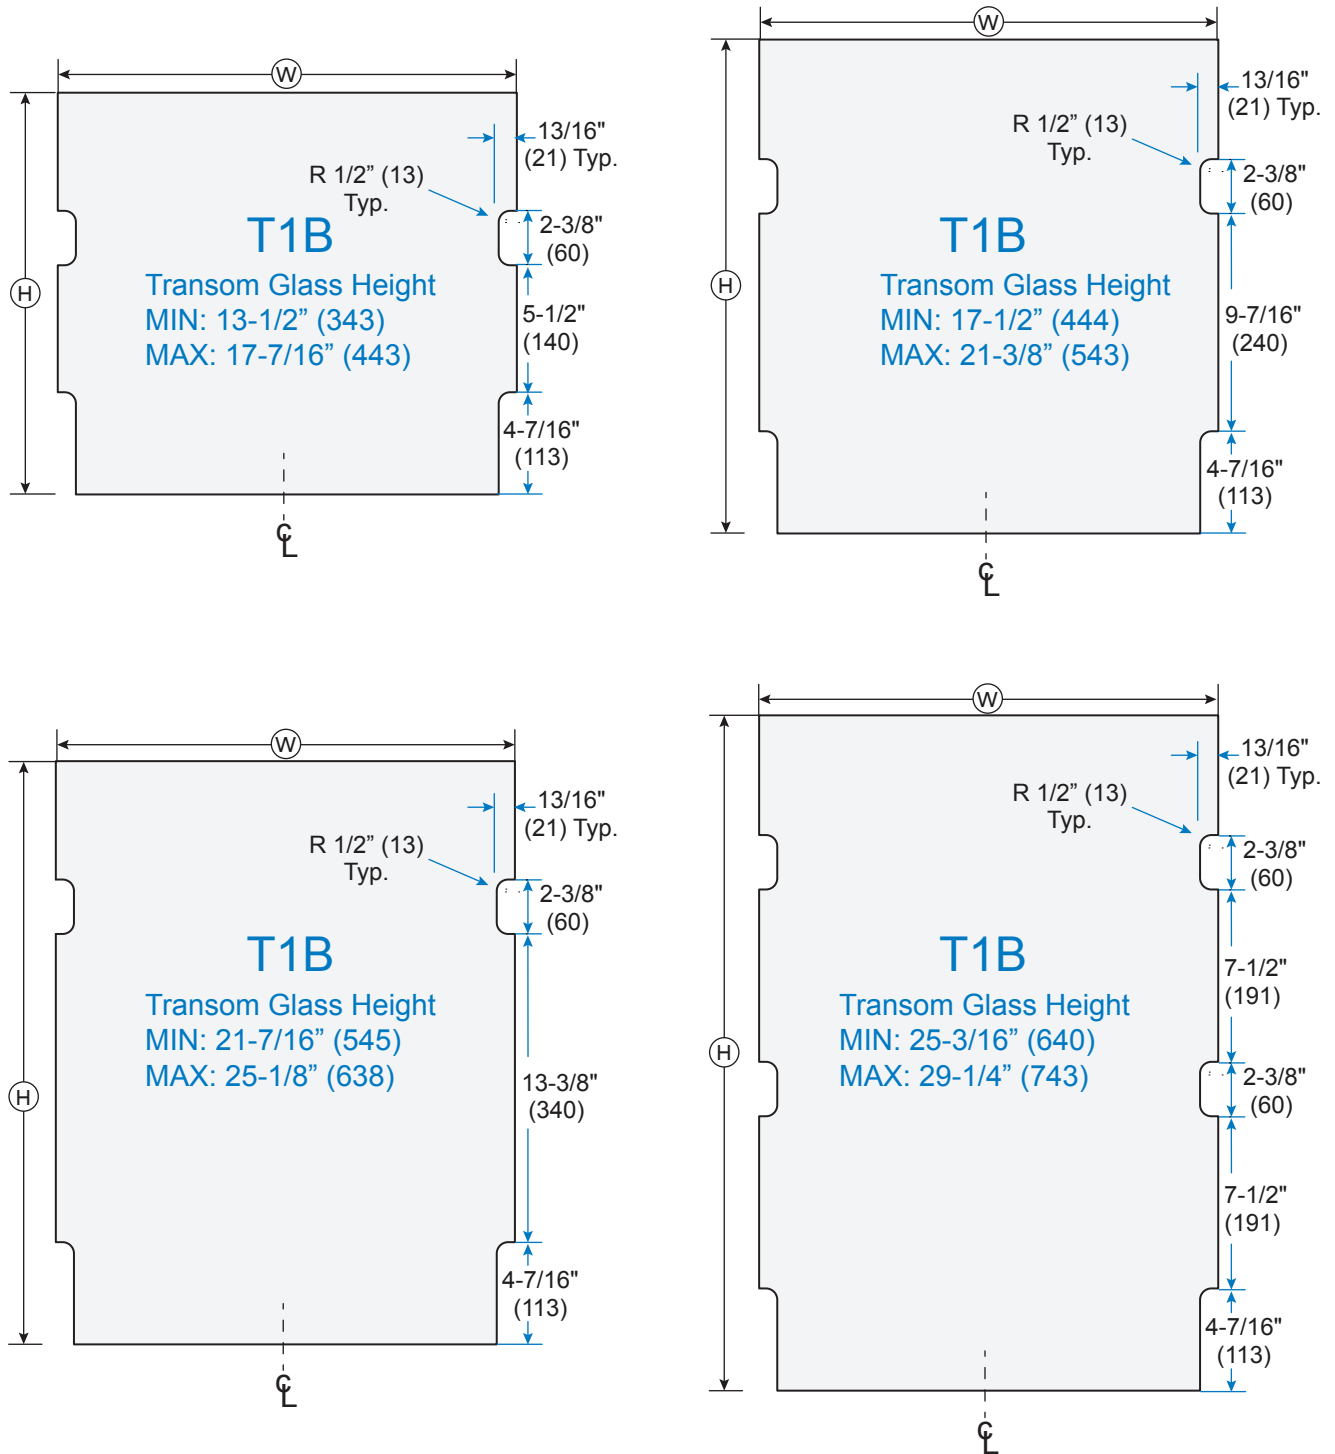 W
H
13/16"
(21) Typ.
R 1/2” (13)
Typ.
2-3/8"
(60)
T1B
Transom Glass Height
MIN: 13-1/2” (343)
MAX: 17-7/16” (443)
5-1/2"
(140)
4-7/16"
(113)
CL
W
H
13/16"
(21) Typ.
R 1/2” (13)
Typ.
2-3/8"
(60)
T1B
Transom Glass Height
MIN: 17-1/2” (444)
MAX: 21-3/8” (543)
9-7/16"
(240)
4-7/16"
(113)
CL
W
H
13/16"
(21) Typ.
R 1/2” (13)
Typ.
2-3/8"
(60)
T1B
Transom Glass Height
MIN: 21-7/16” (545)
MAX: 25-1/8” (638)
13-3/8"
(340)
4-7/16"
(113)
CL
W
H
13/16"
(21) Typ.
R 1/2” (13)
Typ.
2-3/8"
(60)
T1B
Transom Glass Height
MIN: 25-3/16” (640)
MAX: 29-1/4” (743)
7-1/2"
(191)
2-3/8"
(60)
7-1/2"
(191)
4-7/16"
(113)
CL